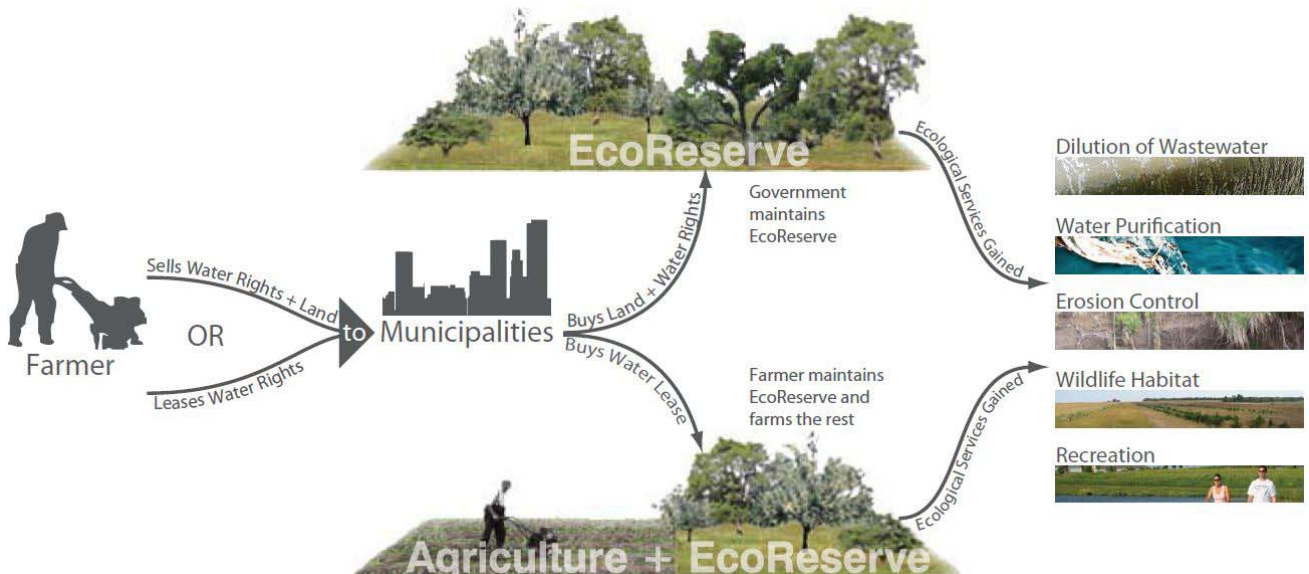 Farmer
Sells Water Rights + Land
OR
Leases Water Rights
to
Municipalities
Buys Land + Water Rights
Buys Water Lease
EcoReserve
Government
maintains
EcoReserve
Farmer maintains
EcoReserve and
farms the rest
Agriculture + EcoReserve
Ecological Services Gained
Ecological Services Gained
Dilution of Wastewater
Water Purification
Erosion Control
Wildlife Habitat
Recreation